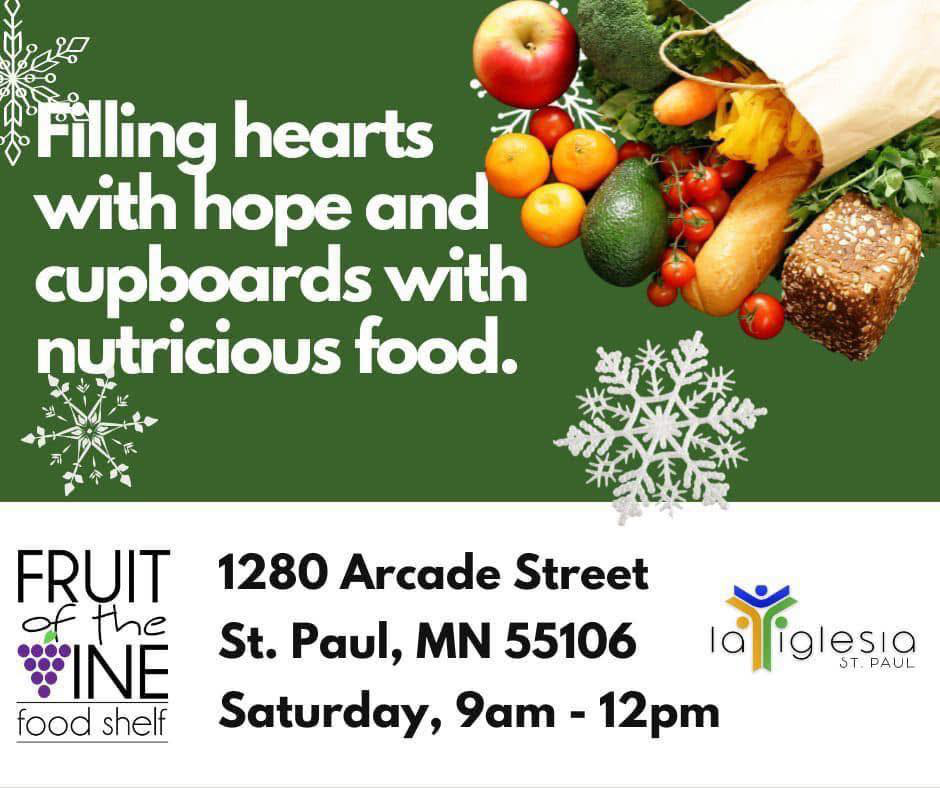 Filling hearts
with hope and
cupboards with
nutricious food.
FRUIT
of the
VINE
food shelf
1280 Arcade Street
St. Paul, MN 55106
Saturday, 9am - 12pm
la iglesia
ST. PAUL